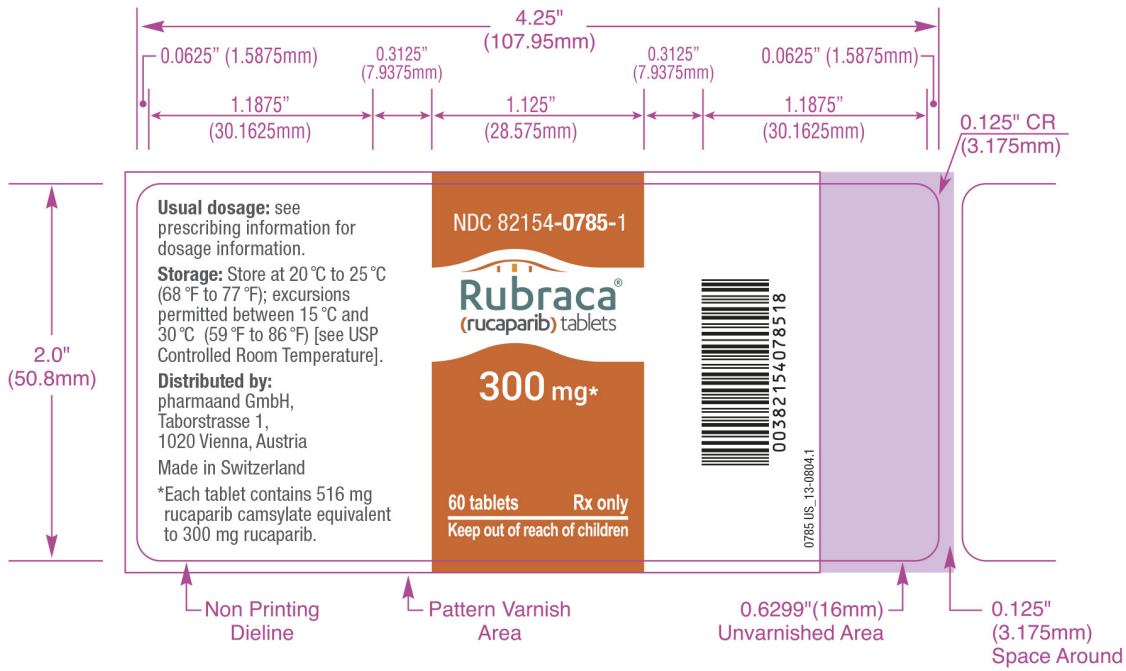 4.25"
(107.95mm)
0.0625" (1.5875mm)
0.3125"
(7.9375mm)
0.3125"
(7.9375mm)
0.0625" (1.5875mm)
1.1875"
(30.1625mm)
1.125"
(28.575mm)
1.1875"
(30.1625mm)
0.125" CR
(3.175mm)
2.0"
(50.8mm)
Usual dosage: see
prescribing information for
dosage information.
Storage: Store at 20 °C to 25 °C
(68 °F to 77 °F); excursions
permitted between 15 °C and
30 °C (59 °F to 86 °F) [see USP
Controlled Room Temperature].
Distributed by:
pharmaand GmbH,
Taborstrasse 1,
1020 Vienna, Austria
Made in Switzerland
*Each tablet contains 516 mg
rucaparib camsylate equivalent
to 300 mg rucaparib.
NDC 82154-0785-1
Rubraca®
(rucaparib) tablets
300 mg*
60 tablets Rx only
Keep out of reach of children
00382154078518
0785 US_13-0804.1
Non Printing
Dieline
Pattern Varnish
Area
0.6299"(16mm)
Unvarnished Area
0.125"
(3.175mm)
Space Around